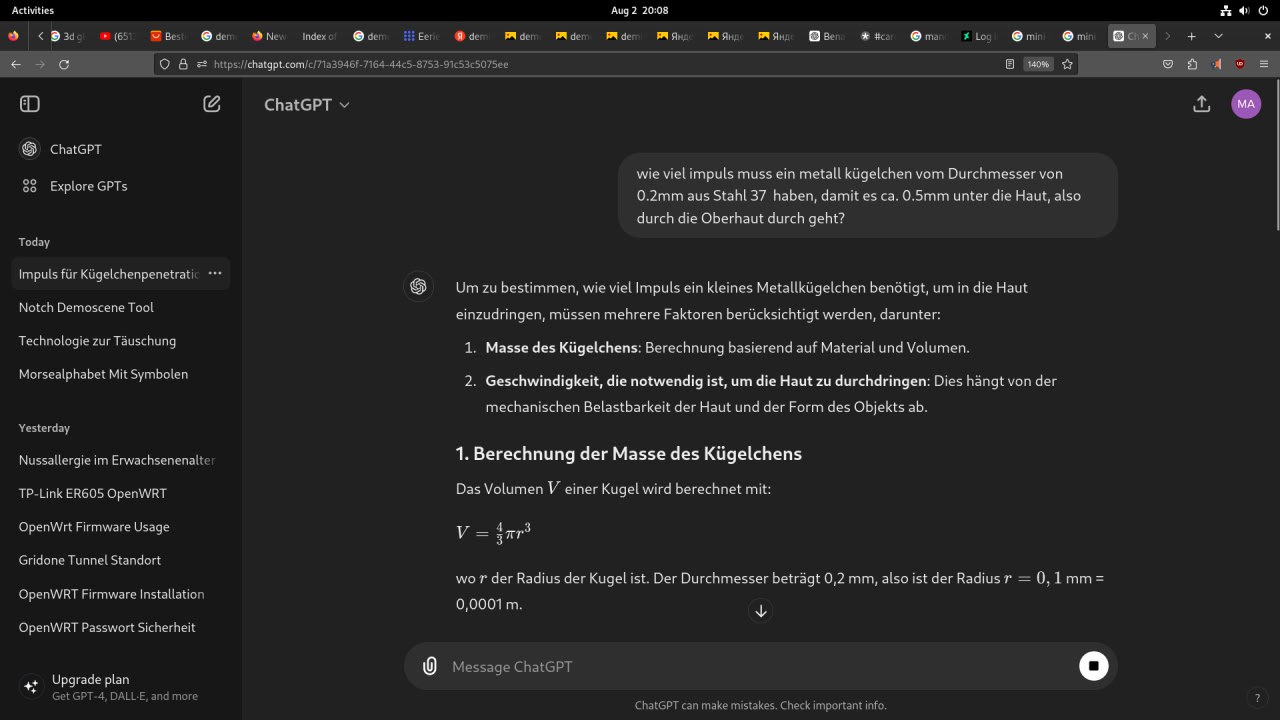 Activities
Aug 2 20:08
3d g
(651
Best
dem
New
Index of
dem
Eerie
dem
dem
dem
dem
Янд
Янд
Янд
Bena
#car
man
Log i
mini
mini
Ch
https://chatgpt.com/c/71a3946f-7164-44c5-8753-91c53c5075ee
140%
ChatGPT
MA
ChatGPT
Explore GPTs
Today
Impuls für Kügelchenpenetratio
Notch Demoscene Tool
Technologie zur Täuschung
Morsealphabet Mit Symbolen
Yesterday
Nussallergie im Erwachsenenalter
TP-Link ER605 OpenWRT
OpenWrt Firmware Usage
Gridone Tunnel Standort
OpenWRT Firmware Installation
OpenWRT Passwort Sicherheit
Upgrade plan
Get GPT-4, DALL·E, and more
wie viel impuls muss ein metall kügelchen vom Durchmesser von
0.2mm aus Stahl 37 haben, damit es ca. 0.5mm unter die Haut, also
durch die Oberhaut durch geht?
Um zu bestimmen, wie viel Impuls ein kleines Metallkügelchen benötigt, um in die Haut
einzudringen, müssen mehrere Faktoren berücksichtigt werden, darunter:
1. Masse des Kügelchens: Berechnung basierend auf Material und Volumen.
2. Geschwindigkeit, die notwendig ist, um die Haut zu durchdringen: Dies hängt von der
mechanischen Belastbarkeit der Haut und der Form des Objekts ab.
1. Berechnung der Masse des Kügelchens
Das Volumen V einer Kugel wird berechnet mit:
V = 4/3 πr³
wo r der Radius der Kugel ist. Der Durchmesser beträgt 0,2 mm, also ist der Radius r = 0, 1 mm =
0,0001 m.
Message ChatGPT
ChatGPT can make mistakes. Check important info.
?